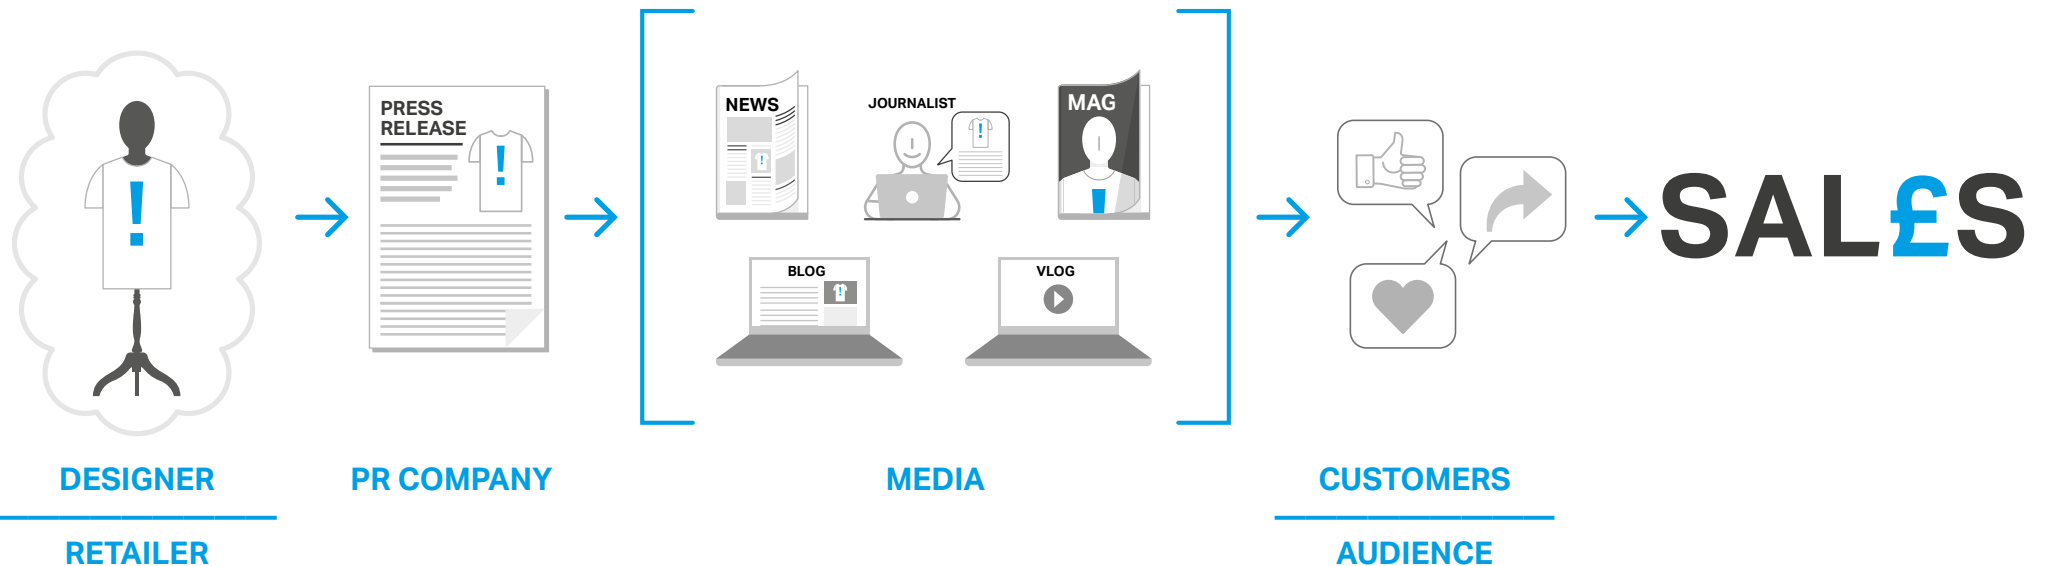 PRESS
RELEASE
!
!
NEWS
!
JOURNALIST
!
MAG
!
BLOG
!
VLOG
SAL£S
DESIGNER
RETAILER
PR COMPANY
MEDIA
CUSTOMERS
AUDIENCE